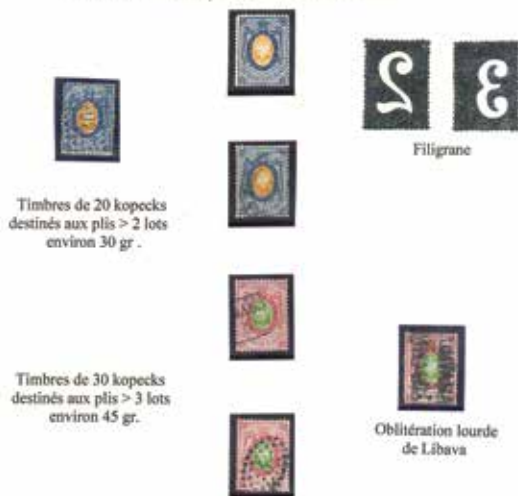 Filigrane
Timbres de 20 kopecks
destinés aux plis > 2 lots
environ 30 gr .
Timbres de 30 kopecks
destinés aux plis > 3 lots
environ 45 gr.
Oblitération lourde
de Libava